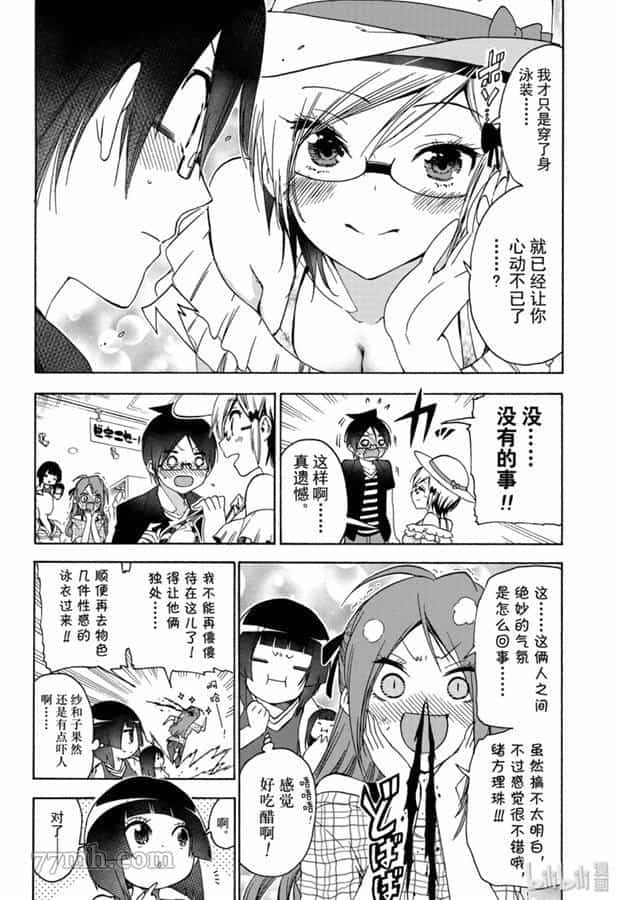 我才只是穿了身
泳装……
就已经让你
心动不已了
……?
没……
没有的事!!
这样啊……
真遗憾。
这……这俩人之间
绝妙的气氛
是怎么回事
虽然搞不太明白
不过感觉很不错哦
绪方理珠!!!
唔唔唔
感觉
好吃醋啊!
我不能再傻傻
待在这儿了!
得让他俩
独处……
顺便再去物色
几件性感的
泳衣过来!!
纱和子果然
还是有点吓人
啊……
啊。
对了
77mh.com
bilibili
漫画